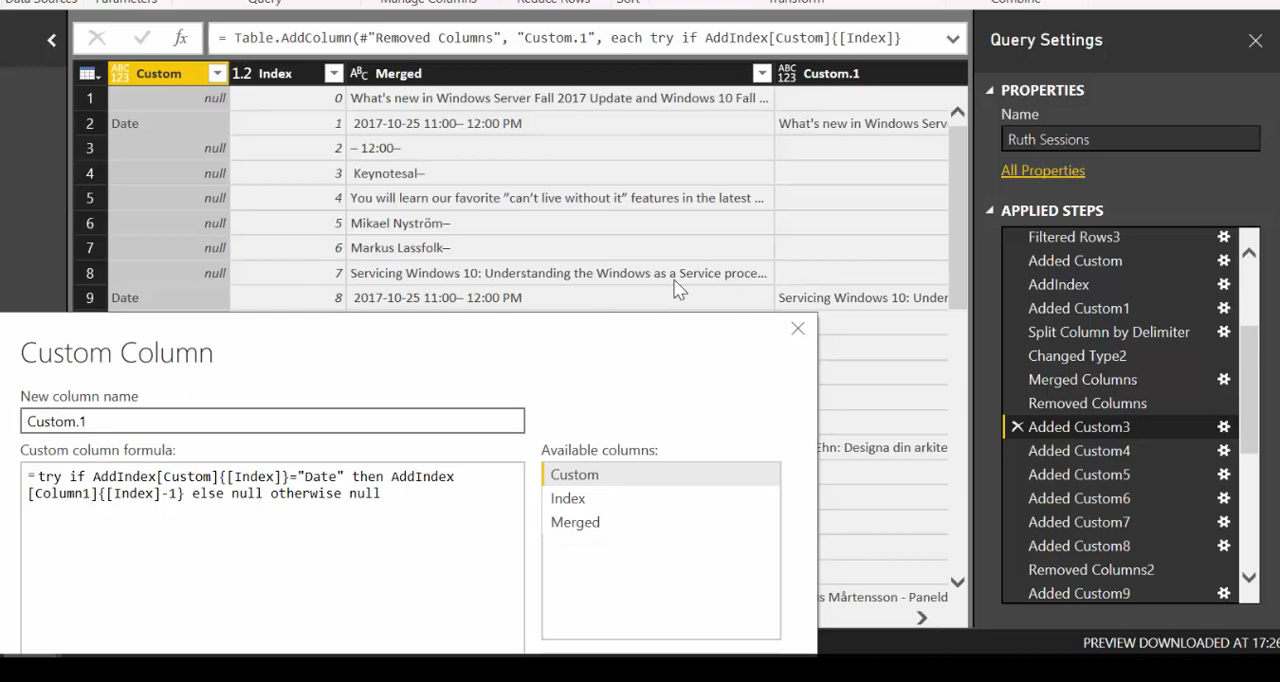 Data Sources Parameters Query Manage Columns Reduce Rows Sort Transform Combine
fx = Table.AddColumn(#"Removed Columns", "Custom.1", each try if AddIndex[Custom]{[Index]}
ABC 123 Custom 1.2 Index ABC Merged ABC 123 Custom.1
1 null 0 What's new in Windows Server Fall 2017 Update and Windows 10 Fall ...
2 Date 1 2017-10-25 11:00– 12:00 PM What's new in Windows Serv
3 null 2 – 12:00–
4 null 3 Keynotesal–
5 null 4 You will learn our favorite ”can’t live without it” features in the latest ...
6 null 5 Mikael Nyström–
7 null 6 Markus Lassfolk–
8 null 7 Servicing Windows 10: Understanding the Windows as a Service proce...
9 Date 8 2017-10-25 11:00– 12:00 PM Servicing Windows 10: Under
Ehn: Designa din arkite
s Mårtensson - Paneld
Custom Column
New column name
Custom.1
Custom column formula:
=try if AddIndex[Custom]{[Index]}="Date" then AddIndex
[Column1]{[Index]-1} else null otherwise null
Available columns:
Custom
Index
Merged
Query Settings
PROPERTIES
Name
Ruth Sessions
All Properties
APPLIED STEPS
Filtered Rows3
Added Custom
AddIndex
Added Custom1
Split Column by Delimiter
Changed Type2
Merged Columns
Removed Columns
Added Custom3
Added Custom4
Added Custom5
Added Custom6
Added Custom7
Added Custom8
Removed Columns2
Added Custom9
PREVIEW DOWNLOADED AT 17:26